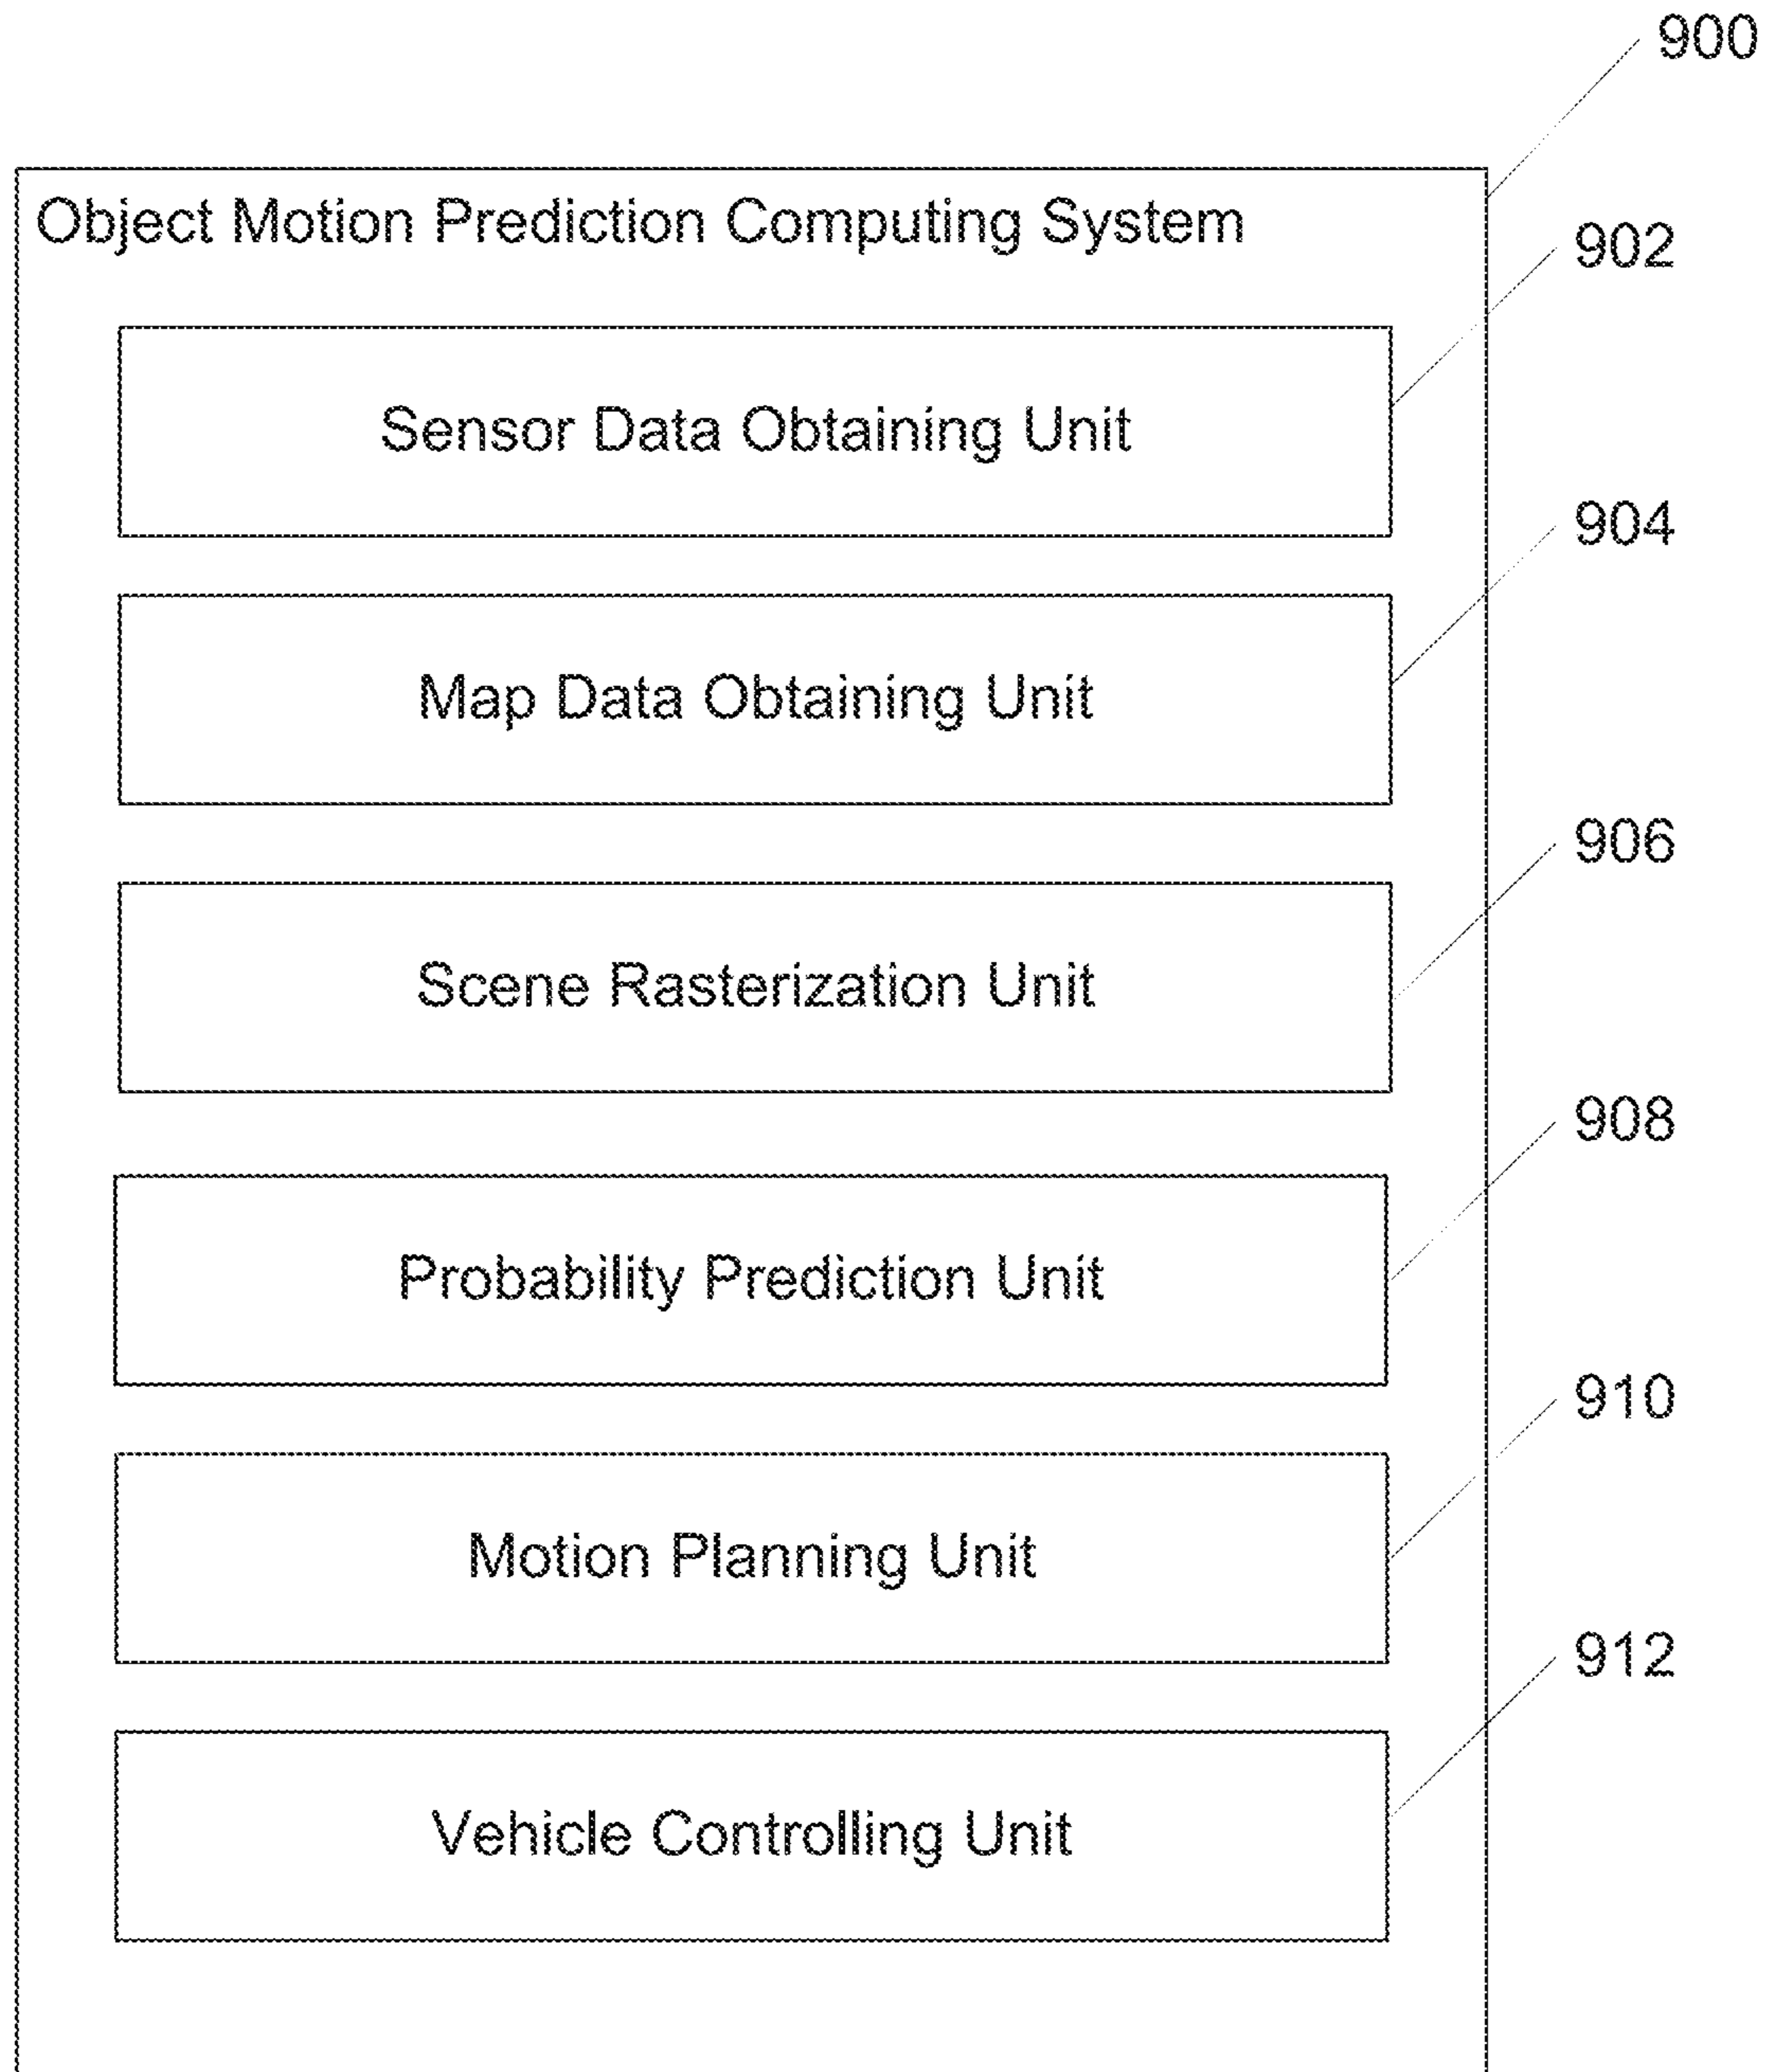 900
Object Motion Prediction Computing System
902
Sensor Data Obtaining Unit
904
Map Data Obtaining Unit
906
Scene Rasterization Unit
908
Probability Prediction Unit
910
Motion Planning Unit
912
Vehicle Controlling Unit